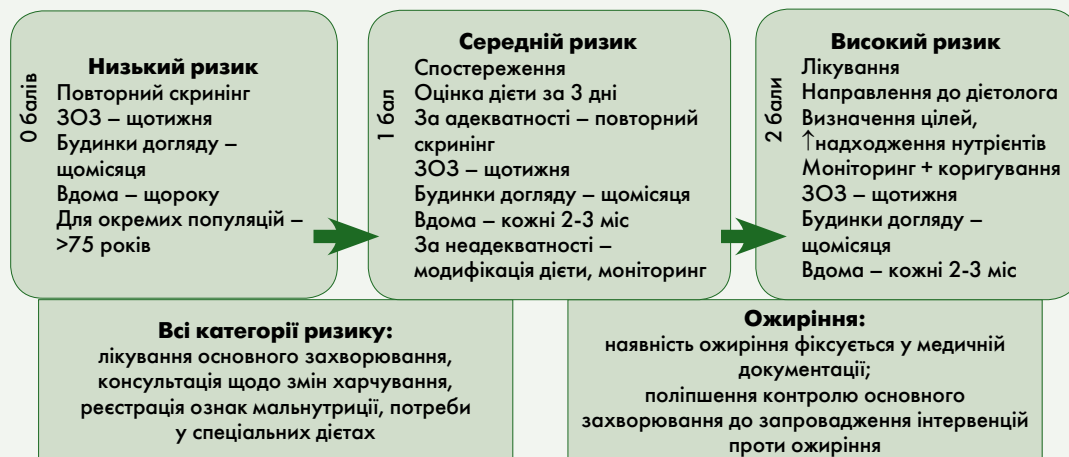 0 балів
Низький ризик
Повторний скринінг
ЗОЗ – щотижня
Будинки догляду –
щомісяця
Вдома – щороку
Для окремих популяцій –
>75 років
1 бал
Середній ризик
Спостереження
Оцінка дієти за 3 дні
За адекватності – повторний
скринінг
ЗОЗ – щотижня
Будинки догляду – щомісяця
Вдома – кожні 2-3 міс
За неадекватності –
модифікація дієти, моніторинг
2 бали
Високий ризик
Лікування
Направлення до дієтолога
Визначення цілей,
↑надходження нутрієнтів
Моніторинг + коригування
ЗОЗ – щотижня
Будинки догляду –
щомісяця
Вдома – кожні 2-3 міс
Всі категорії ризику:
лікування основного захворювання,
консультація щодо змін харчування,
реєстрація ознак мальнутриції, потреби
у спеціальних дієтах
Ожиріння:
наявність ожиріння фіксується у медичній
документації;
поліпшення контролю основного
захворювання до запровадження інтервенцій
проти ожиріння